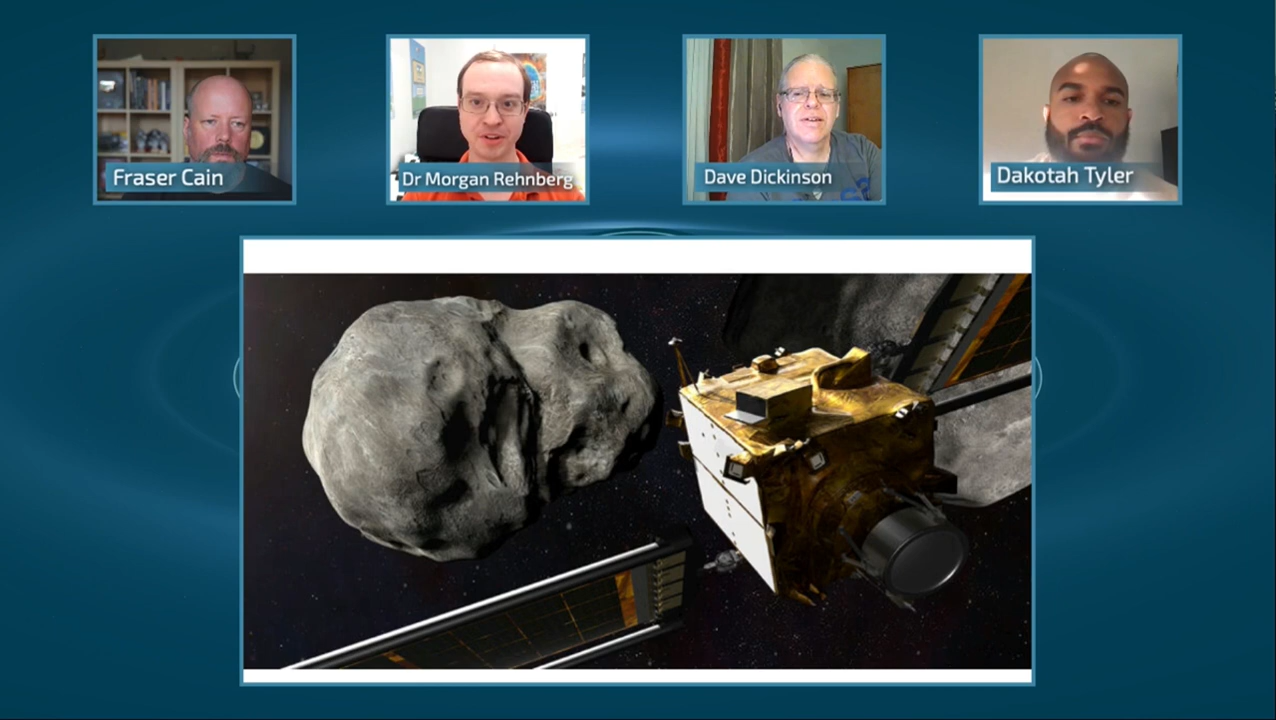 Fraser Cain
Dr Morgan Rehnberg
Dave Dickinson
Dakotah Tyler